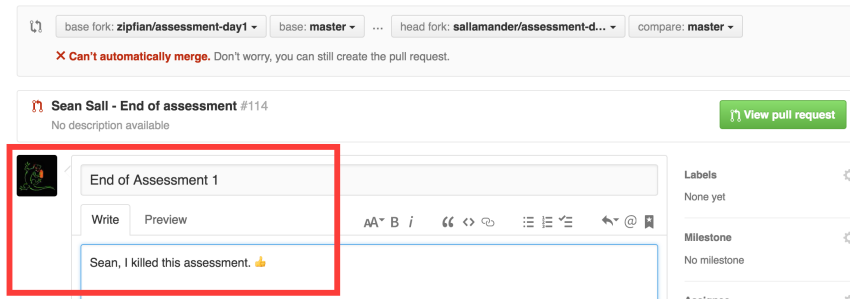 base fork: zipfian/assessment-day1 base: master ... head fork: sallamander/assessment-d... compare: master
Can't automatically merge. Don't worry, you can still create the pull request.
Sean Sall - End of assessment #114
No description available
View pull request
End of Assessment 1
Write Preview AA B i
Sean, I killed this assessment. 👍
Labels
None yet
Milestone
No milestone